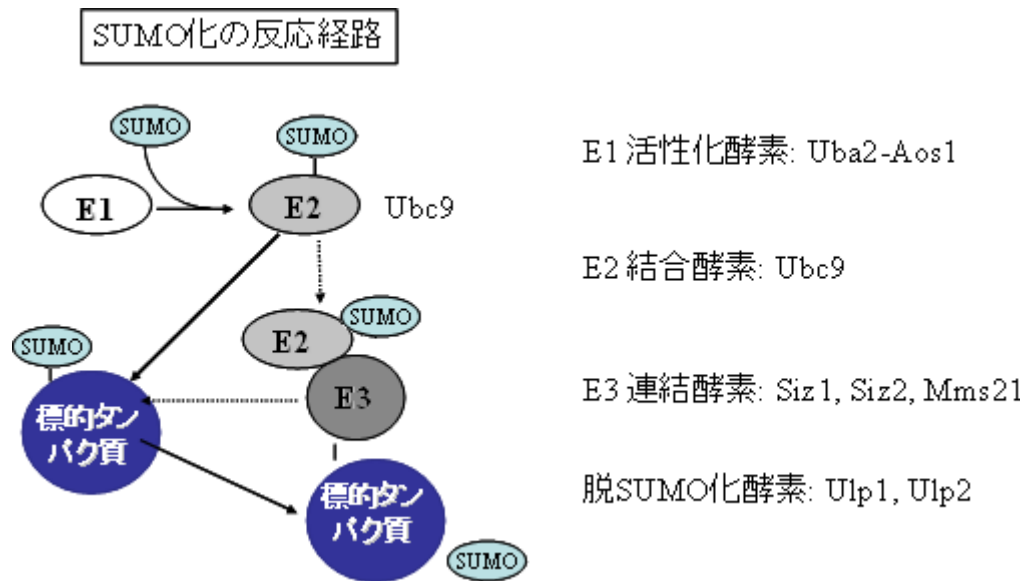 SUMO化の反応経路
SUMO
SUMO
E1
E2
Ubc9
E1 活性化酵素: Uba2-Aos1
E2 結合酵素: Ubc9
SUMO
E2
SUMO
E3
E3 連結酵素: Siz1, Siz2, Mms21
標的タン
パク質
標的タン
パク質
脱SUMO化酵素: Ulp1, Ulp2
SUMO